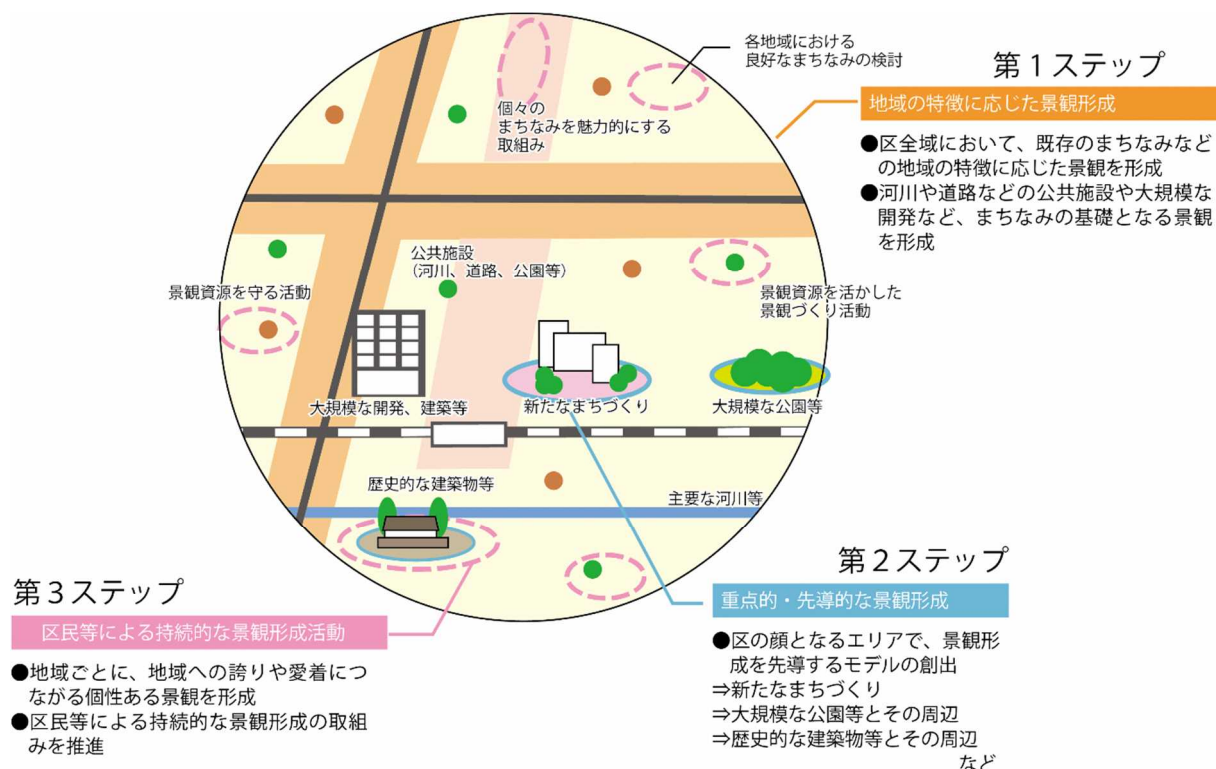 各地域における
良好なまちなみの検討
個々の
まちなみを魅力的にする
取組み
第1ステップ
地域の特徴に応じた景観形成
●区全域において、既存のまちなみなど
の地域の特徴に応じた景観を形成
●河川や道路などの公共施設や大規模な
開発など、まちなみの基礎となる景観
を形成
公共施設
(河川、道路、公園等)
景観資源を守る活動
景観資源を活かした
景観づくり活動
大規模な開発、建築等
新たなまちづくり
大規模な公園等
歴史的な建築物等
主要な河川等
第2ステップ
重点的・先導的な景観形成
●区の顔となるエリアで、景観形
成を先導するモデルの創出
⇒新たなまちづくり
⇒大規模な公園等とその周辺
⇒歴史的な建築物等とその周辺
など
第3ステップ
区民等による持続的な景観形成活動
●地域ごとに、地域への誇りや愛着につ
ながる個性ある景観を形成
●区民等による持続的な景観形成の取組
みを推進